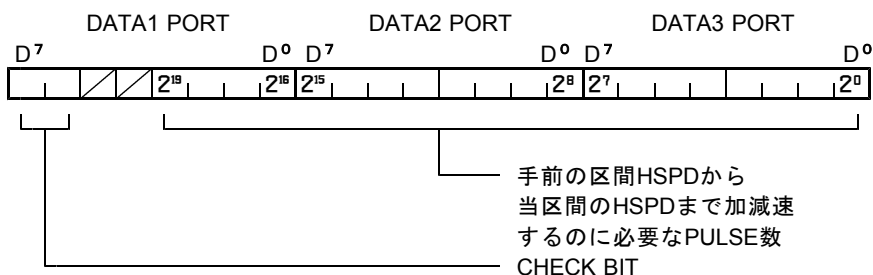 DATA1 PORT DATA2 PORT DATA3 PORT
D⁷ D⁰ D⁷ D⁰ D⁷ D⁰
2¹⁹ 2¹⁶ 2¹⁵ 2⁸ 2⁷ 2⁰
手前の区間HSPDから
当区間のHSPDまで加減速
するのに必要なPULSE数
CHECK BIT